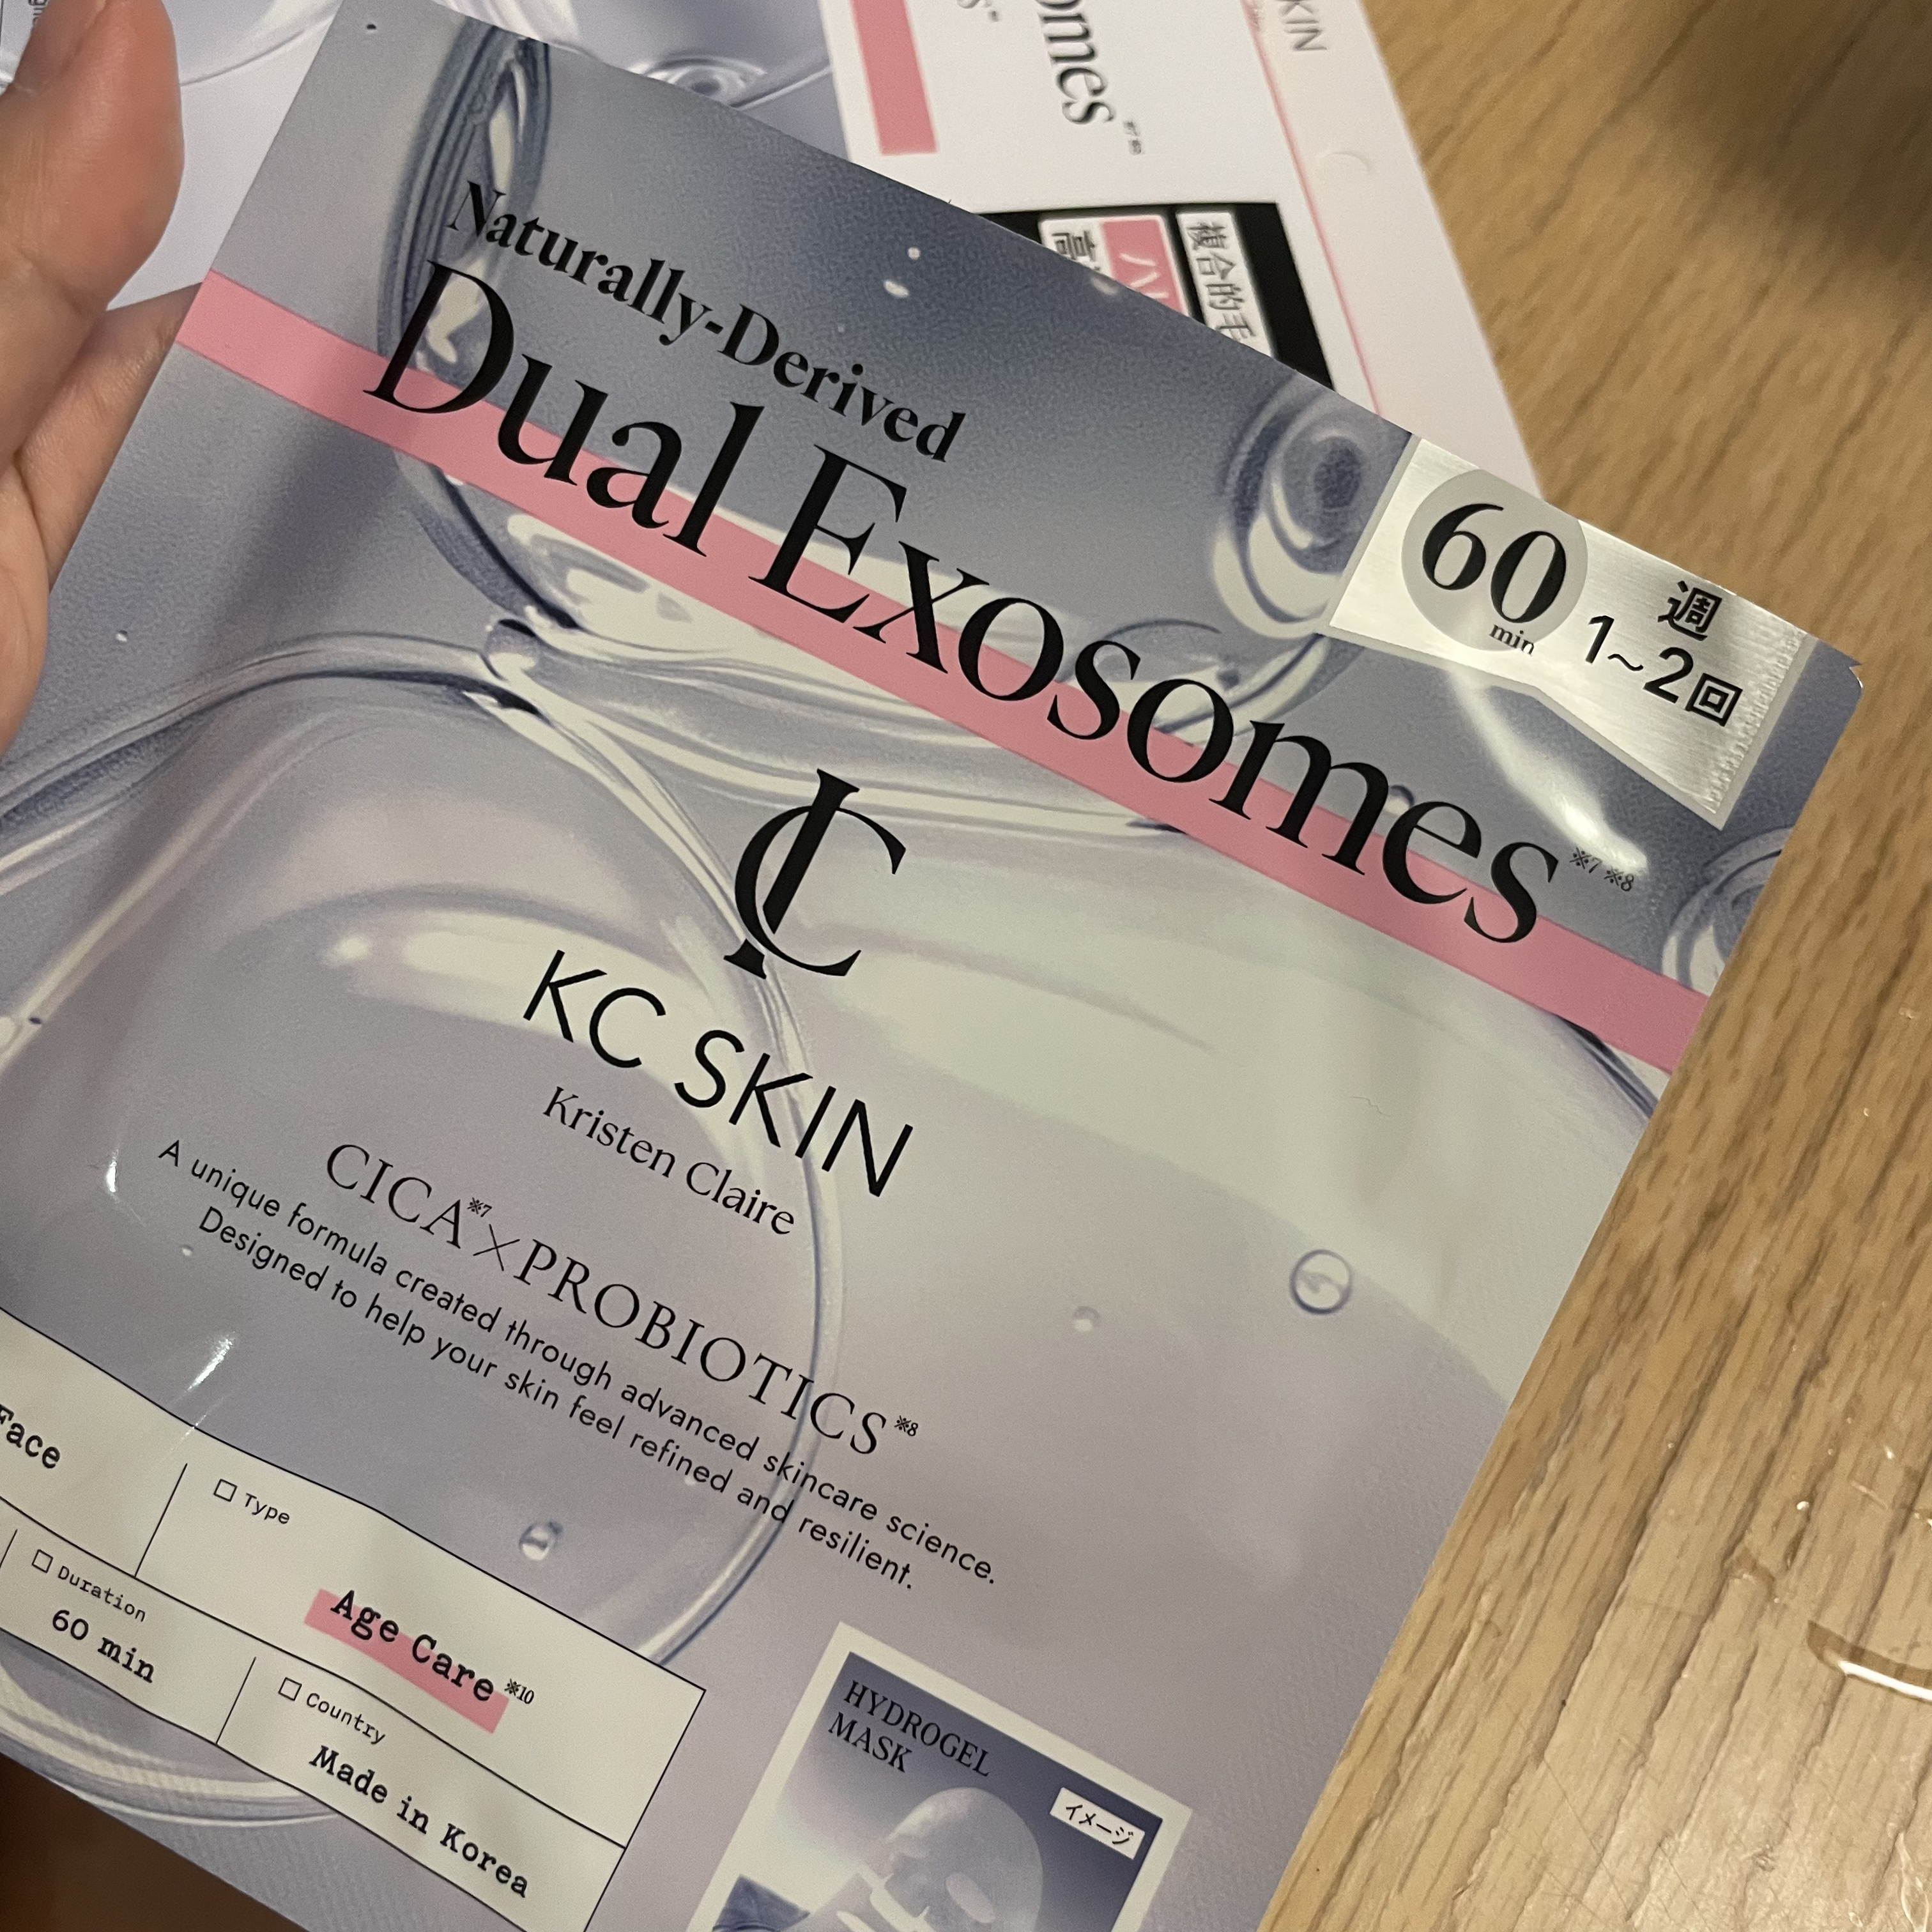 omes
SKIN
複合的
Naturally-Derived
Dual Exosomes※7 ※8
60
min
週
1~2回
KC SKIN
Kristen Claire
CICA※7×PROBIOTICS※8
A unique formula created through advanced skincare science.
Designed to help your skin feel refined and resilient.
Face
□ Type
Age Care ※10
□ Duration
60 min
□ Country
Made in Korea
HYDROGEL
MASK
イメージ